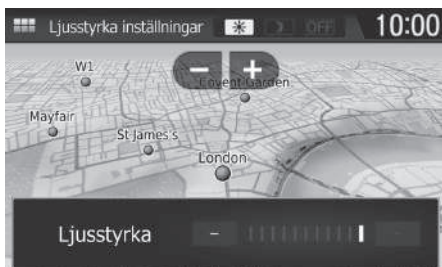 Ljusstyrka inställningar OFF 10:00
W1
Covent Garden
Mayfair
St James's
London
Ljusstyrka